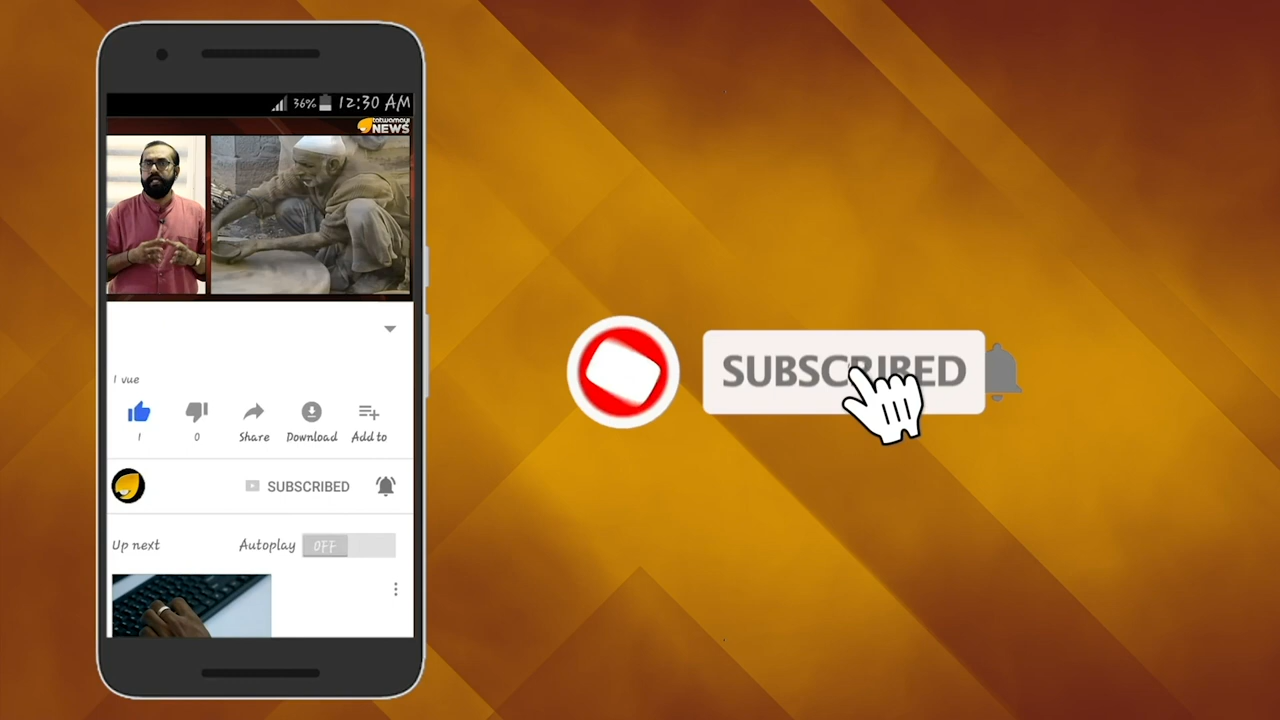 36% 12:30 AM
tatwamayi
NEWS
1 vue
1
0
Share
Download
Add to
SUBSCRIBED
Up next
Autoplay
OFF
SUBSCRIBED